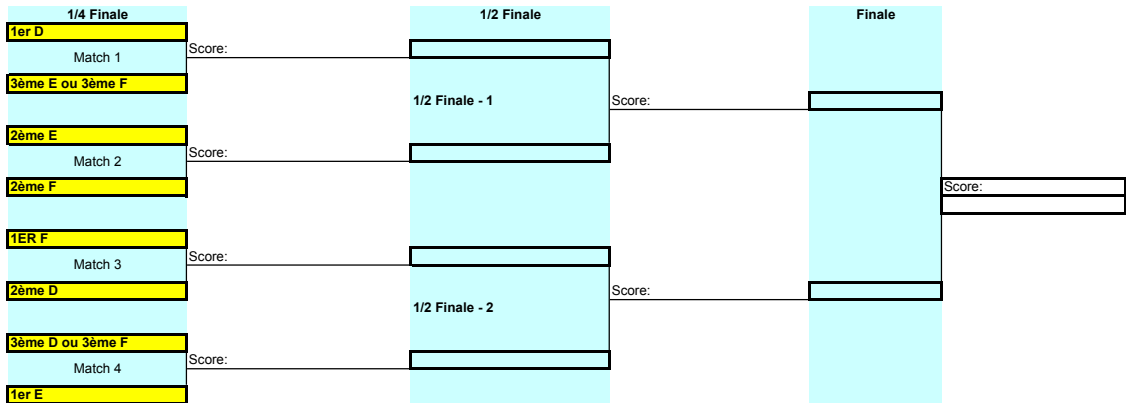 1/4 Finale
1/2 Finale
Finale
1er D
Match 1
Score:
3ème E ou 3ème F
1/2 Finale - 1
Score:
2ème E
Match 2
Score:
2ème F
Score:
1ER F
Match 3
Score:
2ème D
1/2 Finale - 2
Score:
3ème D ou 3ème F
Match 4
Score:
1er E